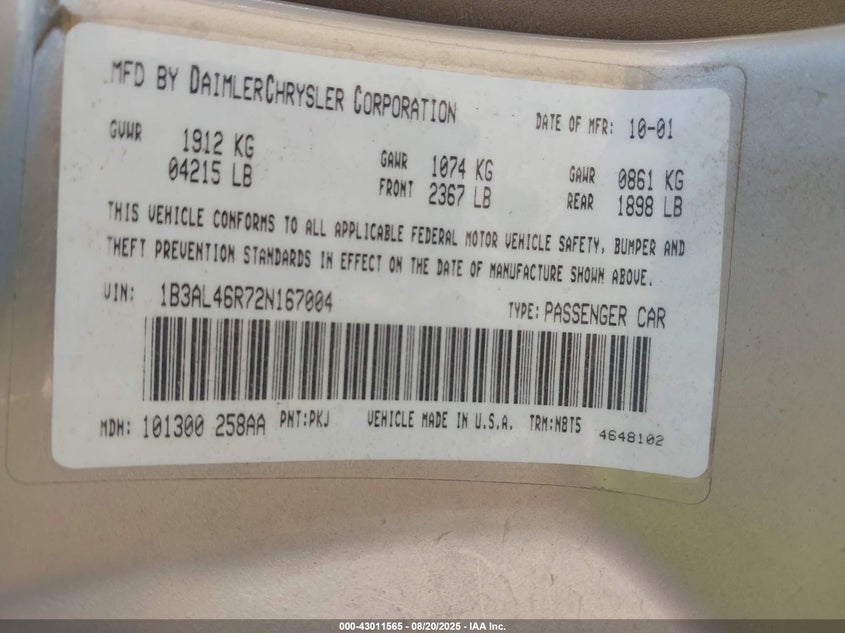 MFD BY DAIMLERCHRYSLER CORPORATION DATE OF MFR: 10-01
GVWR 1912 KG GAWR 1074 KG GAWR 0861 KG
04215 LB FRONT 2367 LB REAR 1898 LB
THIS VEHICLE CONFORMS TO ALL APPLICABLE FEDERAL MOTOR VEHICLE SAFETY, BUMPER AND
THEFT PREVENTION STANDARDS IN EFFECT ON THE DATE OF MANUFACTURE SHOWN ABOVE.
VIN: 1B3AL46R72N167004 TYPE: PASSENGER CAR
MDH: 101300 258AA PNT:PKJ VEHICLE MADE IN U.S.A. TRM:N8T5 4648102
000-43011565 - 08/20/2025 - IAA Inc.